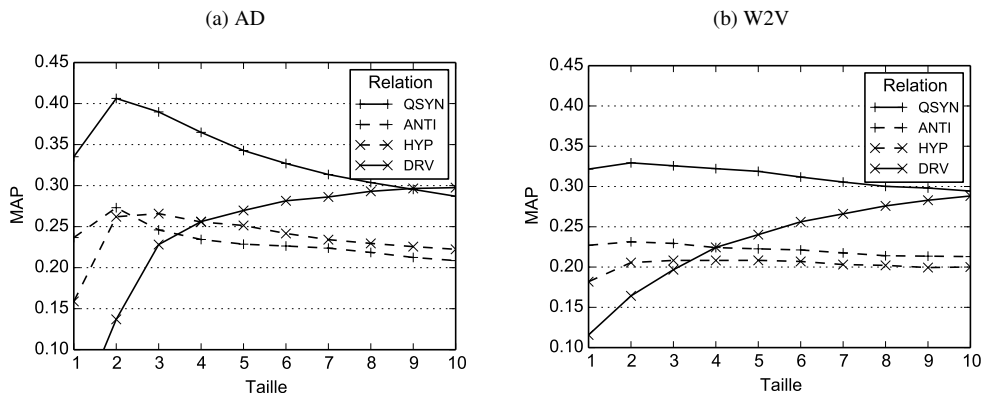 (a) AD
0.45
0.40
0.35
0.30
0.25
0.20
0.15
0.10
MAP
1 2 3 4 5 6 7 8 9 10
Taille
Relation
QSYN
ANTI
HYP
DRV
(b) W2V
0.45
0.40
0.35
0.30
0.25
0.20
0.15
0.10
MAP
1 2 3 4 5 6 7 8 9 10
Taille
Relation
QSYN
ANTI
HYP
DRV